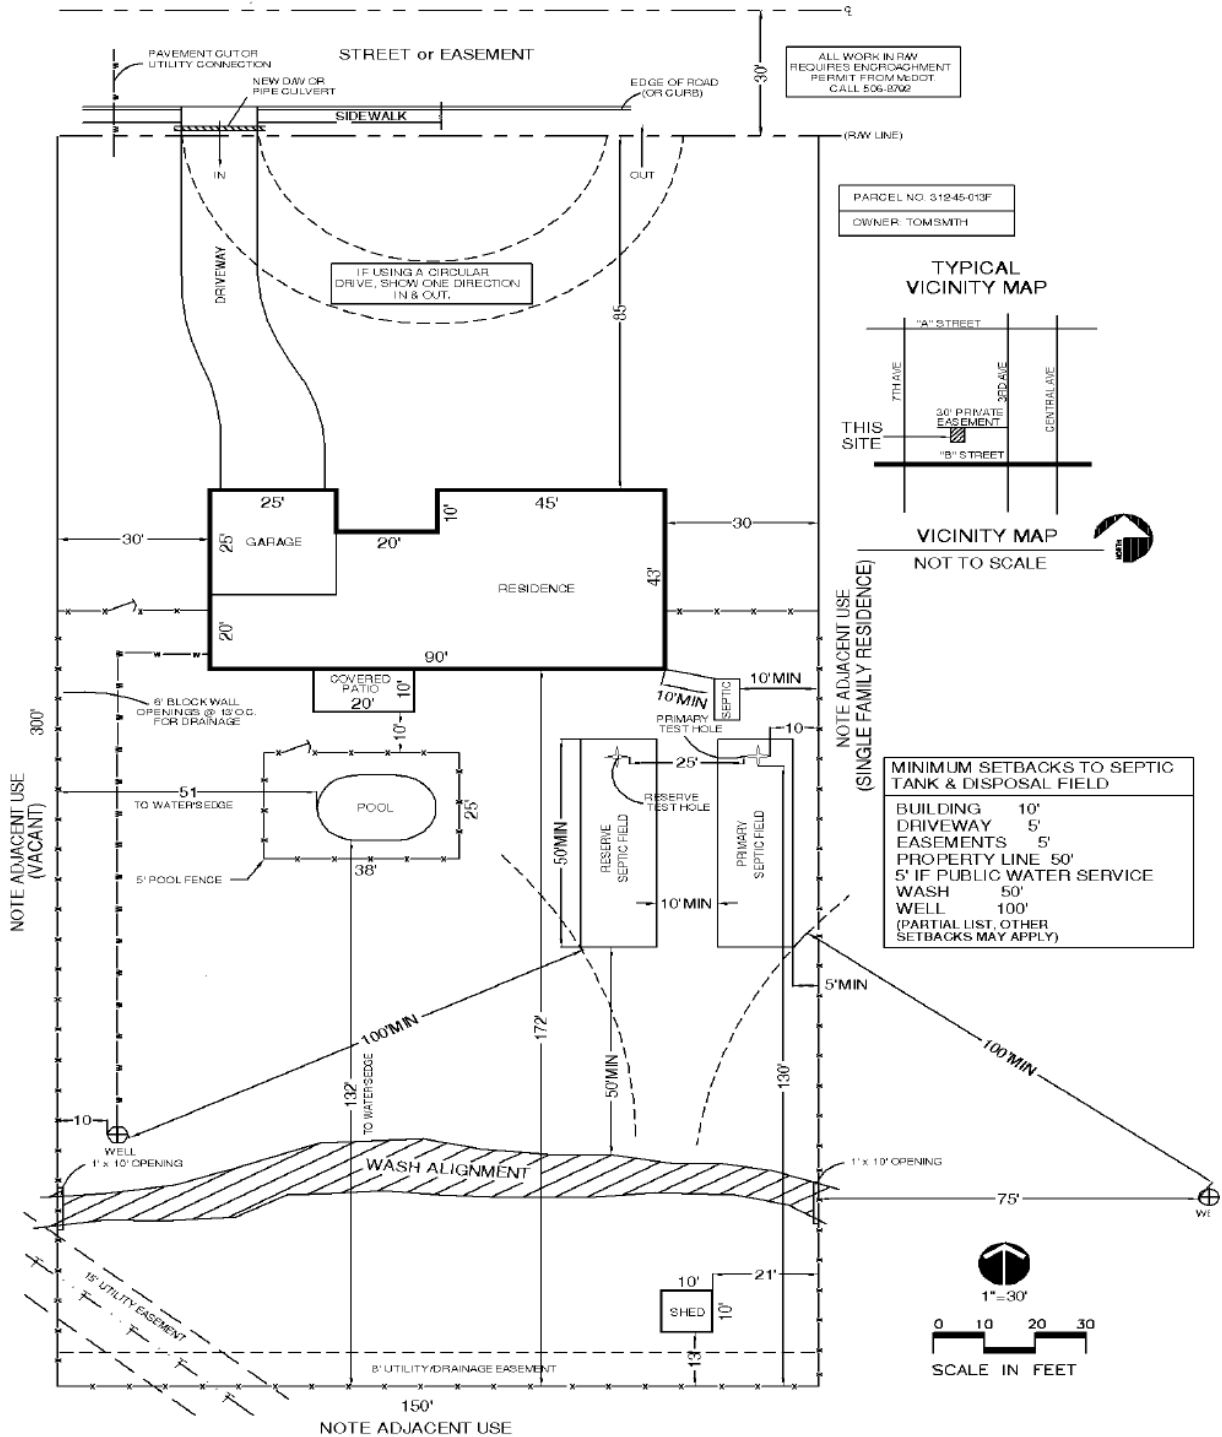 ℄
PAVEMENT CUT OR
UTILITY CONNECTION
STREET or EASEMENT
NEW D/W OR
PIPE CULVERT
EDGE OF ROAD
(OR CURB)
30'
ALL WORK IN R/W
REQUIRES ENCROACHMENT
PERMIT FROM McDOT.
CALL 506-8792
SIDEWALK
(R/W LINE)
IN
OUT
PARCEL NO. 312-45-013F
OWNER: TOM SMITH
DRIVEWAY
IF USING A CIRCULAR
DRIVE, SHOW ONE DIRECTION
IN & OUT.
85'
TYPICAL
VICINITY MAP
"A" STREET
7TH AVE
3RD AVE
CENTRAL AVE
30' PRIVATE
EASEMENT
THIS
SITE
"B" STREET
VICINITY MAP
NOT TO SCALE
NORTH
25'
45'
10'
20'
25'
GARAGE
30'
30
RESIDENCE
43'
20'
90'
COVERED
PATIO
20'
10'
10'
6' BLOCK WALL
OPENINGS @ 13' O.C.
FOR DRAINAGE
10'MIN
SEPTIC
10'MIN
PRIMARY
TEST HOLE
10
300'
NOTE ADJACENT USE
(VACANT)
NOTE ADJACENT USE
(SINGLE FAMILY RESIDENCE)
51
TO WATER'S EDGE
POOL
25'
38'
5' POOL FENCE
25'
RESERVE
TEST HOLE
50'MIN
RESERVE
SEPTIC FIELD
PRIMARY
SEPTIC FIELD
10'MIN
MINIMUM SETBACKS TO SEPTIC
TANK & DISPOSAL FIELD
BUILDING 10'
DRIVEWAY 5'
EASEMENTS 5'
PROPERTY LINE 50'
5' IF PUBLIC WATER SERVICE
WASH 50'
WELL 100'
(PARTIAL LIST, OTHER
SETBACKS MAY APPLY)
5'MIN
100'MIN
172'
132'
TO WATER'S EDGE
50'MIN
130'
100'MIN
10
WELL
1' x 10' OPENING
WASH ALIGNMENT
1' x 10' OPENING
75'
WE
15' UTILITY EASEMENT
10'
SHED
10'
21'
13'
8' UTILITY/DRAINAGE EASEMENT
150'
NOTE ADJACENT USE
1"=30'
0 10 20 30
SCALE IN FEET